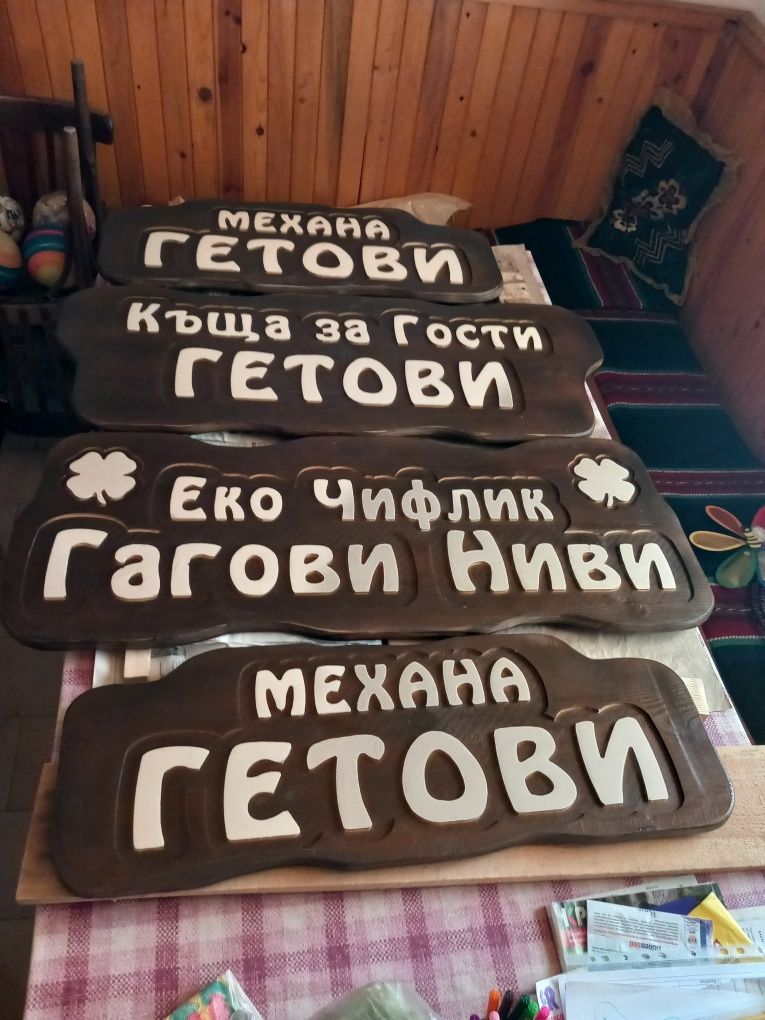 МЕХАНА
ГЕТОВИ
Къща за Гости
ГЕТОВИ
Еко Чифлик
Гагови Ниви
МЕХАНА
ГЕТОВИ